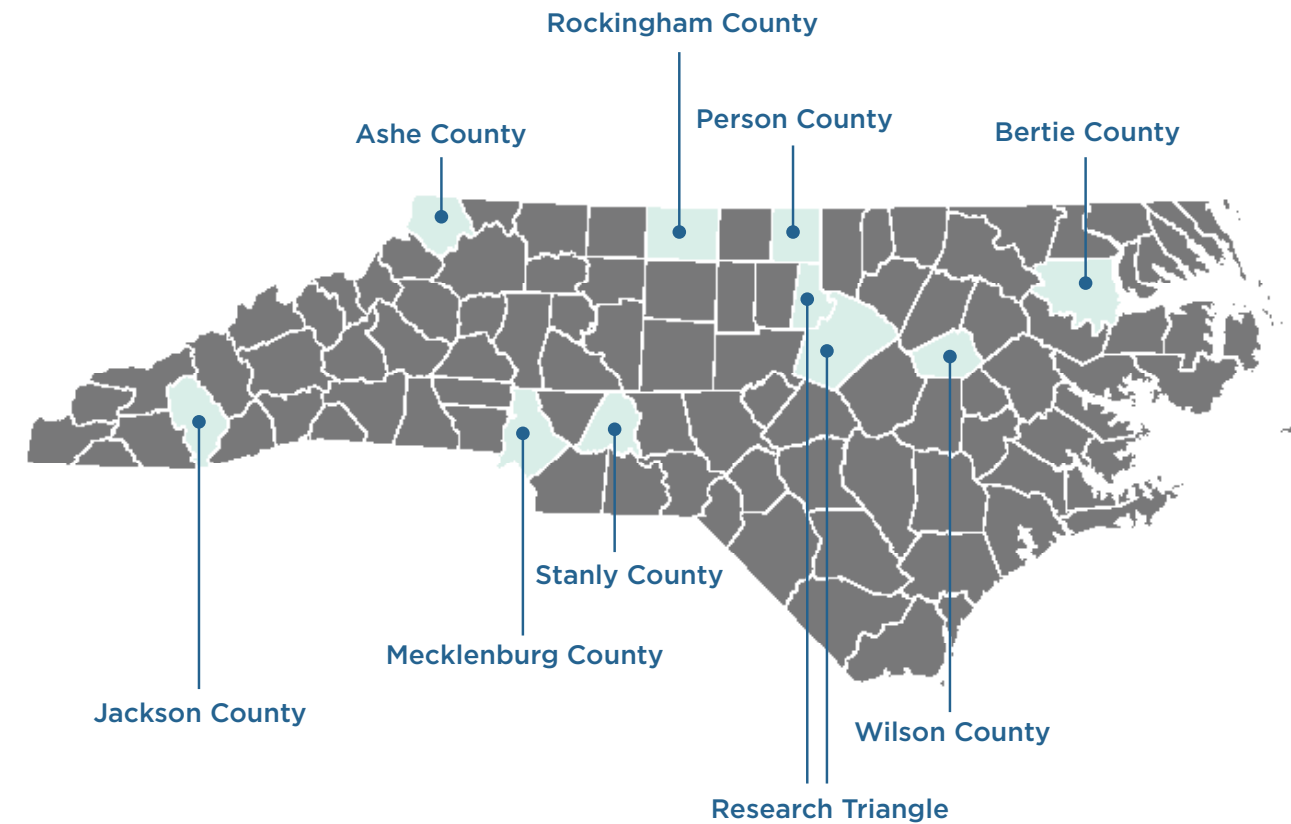 Rockingham County
Person County
Ashe County
Bertie County
Stanly County
Mecklenburg County
Jackson County
Wilson County
Research Triangle